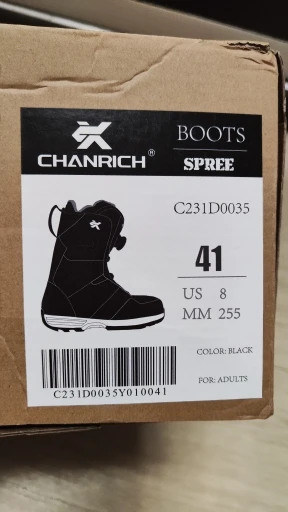 CHANRICH®
BOOTS
SPREE
C231D0035
41
US 8
MM 255
COLOR: BLACK
FOR: ADULTS
C231D0035Y010041